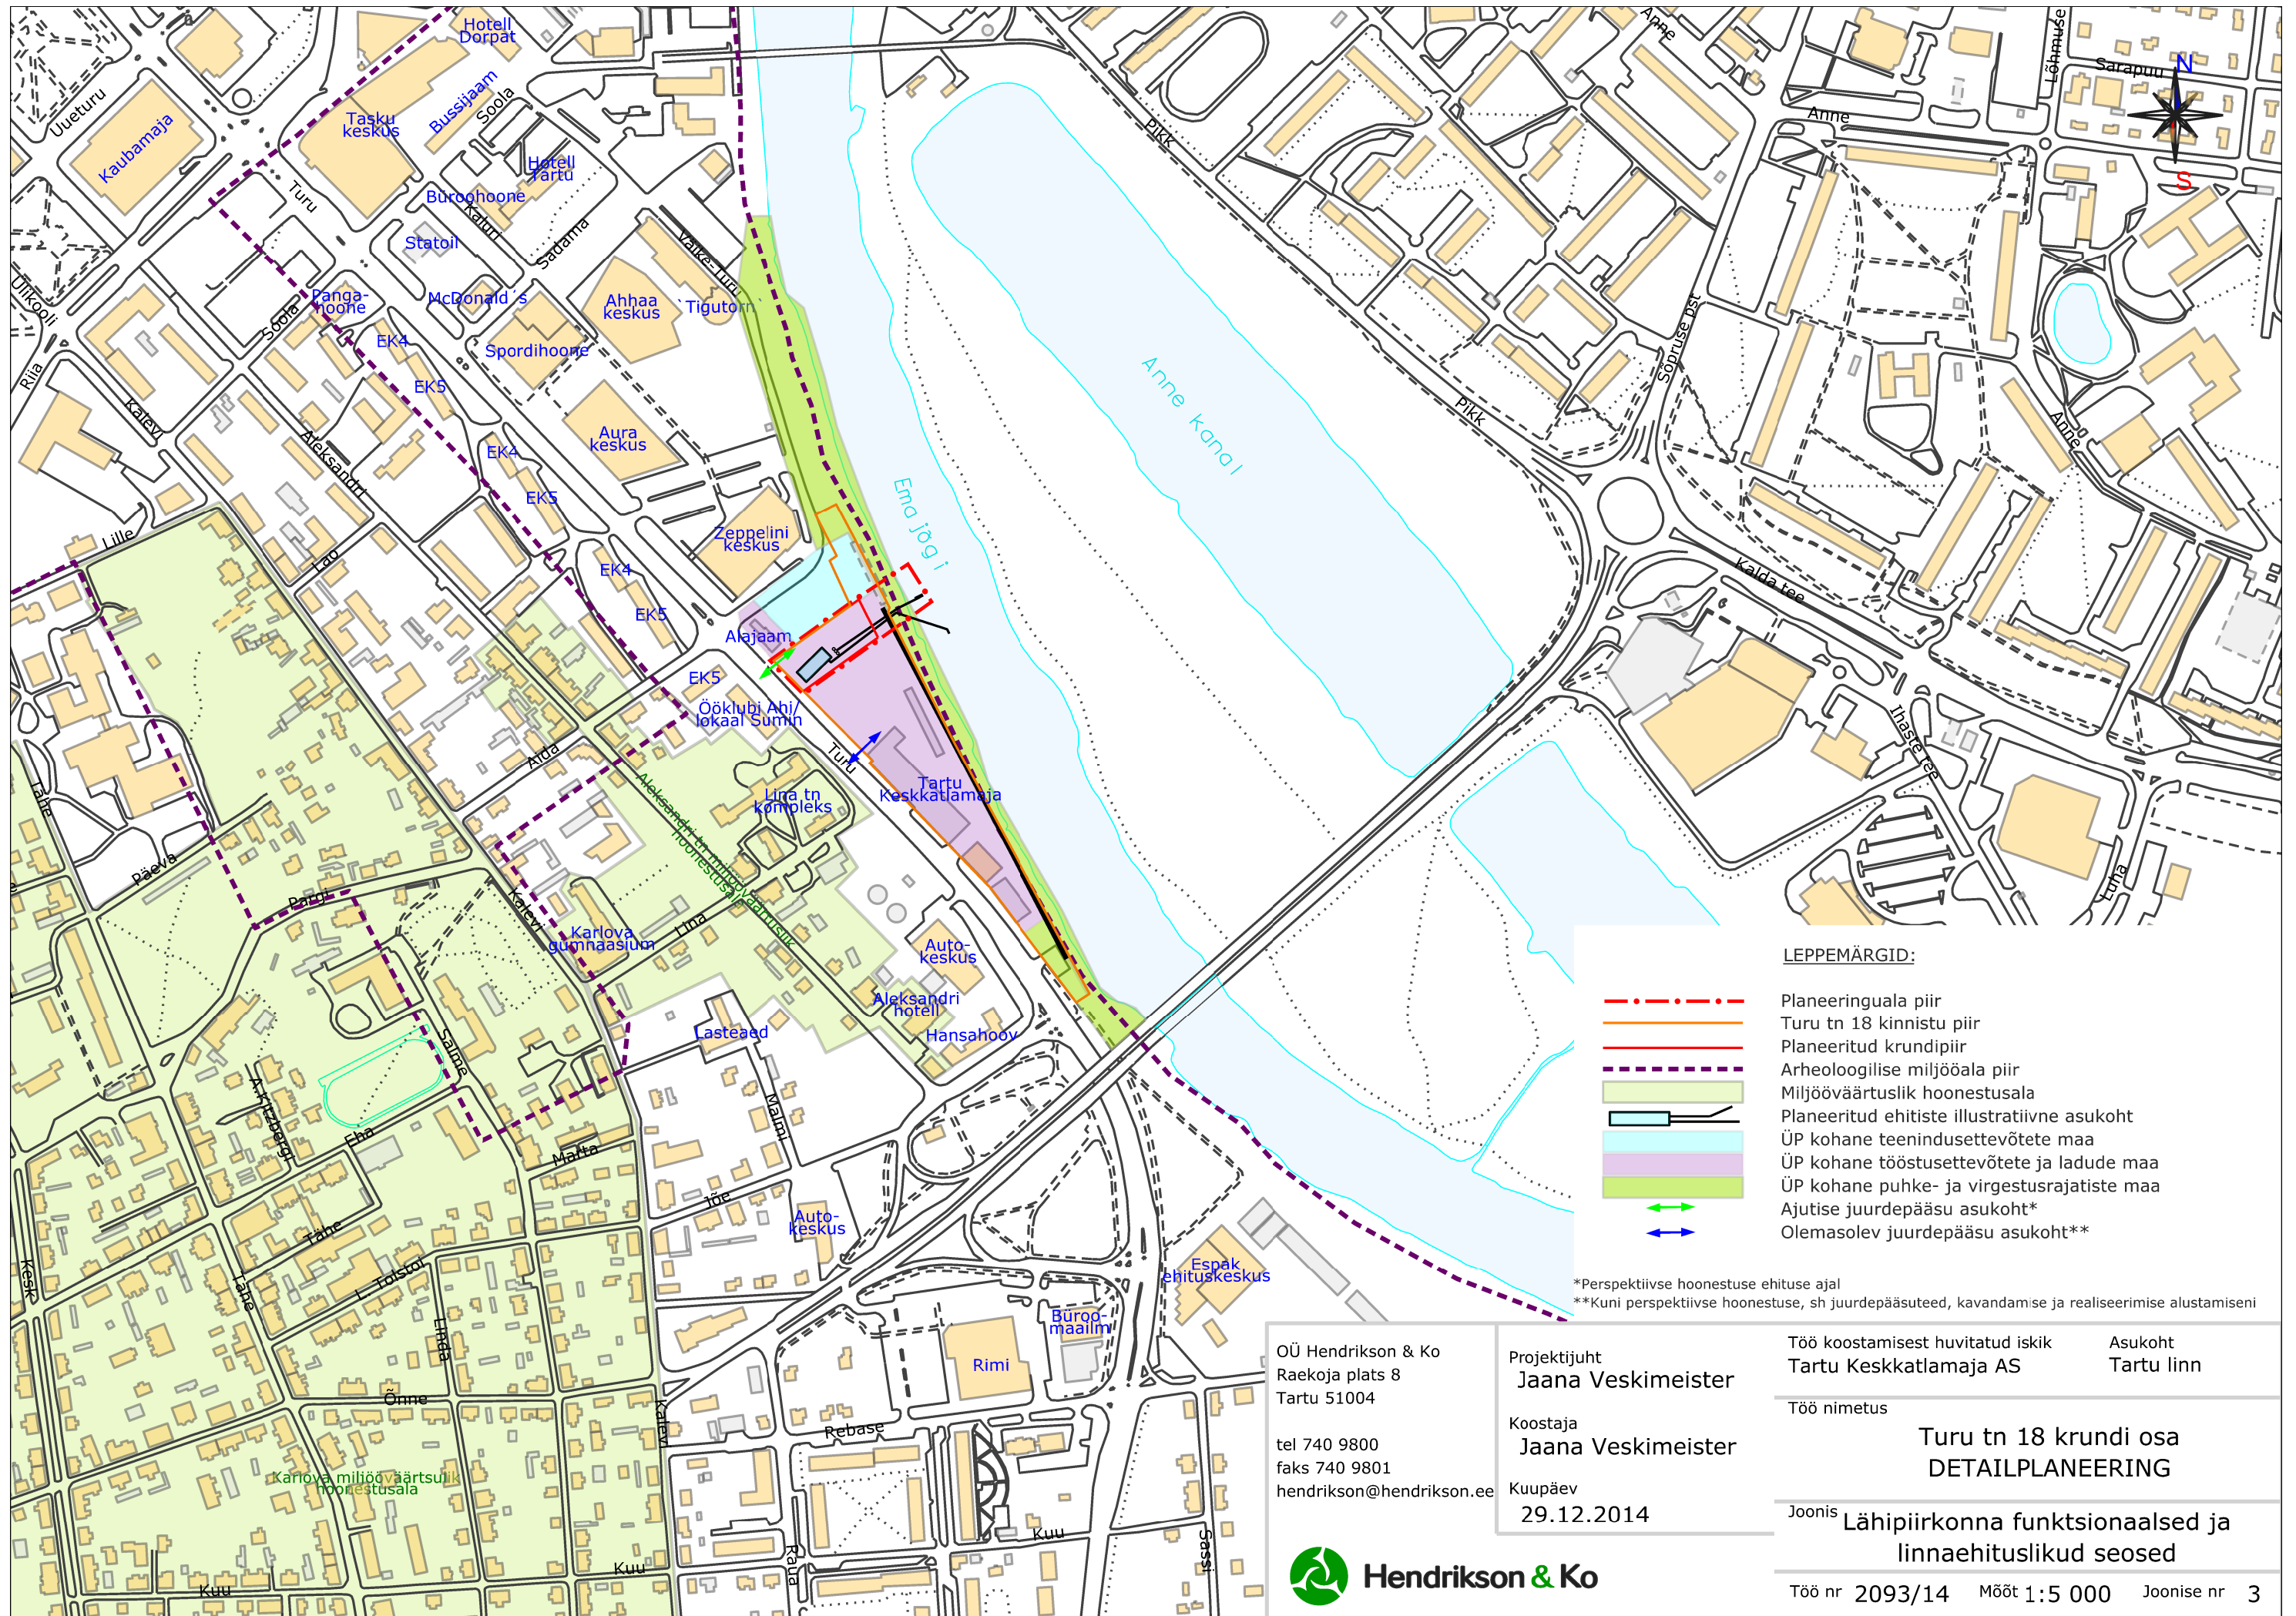 Hotell
Dorpat
Anne
Lõhmuse
Sarapuu
N
S
Uueturu
Kaubamaja
Tasku
keskus
Bussijaam
Soola
Hotell
Tartu
Büroohoone
Kaluri
Statoil
Sadama
Turu
Väike-Turu
Pikk
Anne
Ülikooli
Panga-
hoone
McDonald´s
Ahhaa
keskus
`Tigutorn`
Soola
EK4
Spordihoone
EK5
Riia
Kalevi
Aleksandri
Aura
keskus
EK4
EK5
Anne kanal
Emajõgi
Sõpruse pst
Pikk
Anne
Lille
Lao
Zeppelini
keskus
EK4
EK5
Kalda tee
Alajaam
EK5
Ööklubi Ahi/
lokaal Sumin
Turu
Ihaste tee
Aida
Tähe
Lina tn
kompleks
Aleksandri tn miljööväärtuslik
hoonestusala
Tartu
Keskkatlamaja
Päeva
Pargi
Kalevi
Karlova
gümnaasium
Lina
Auto-
keskus
Luha
Aleksandri
hotell
Hansahoov
Lasteaed
Salme
A.Kitzbergi
Eha
Malmi
Marta
Jõe
Auto-
keskus
Tähe
L. Tolstoi
Kesk
Tähe
Linda
Espak
ehituskeskus
Büroo-
maailm
Rimi
Õnne
Kalevi
Rebase
Karlova miljööväärtsulik
hoonestusala
Kuu
Kuu
Raua
Kuu
Sassi
LEPPEMÄRGID:
Planeeringuala piir
Turu tn 18 kinnistu piir
Planeeritud krundipiir
Arheoloogilise miljööala piir
Miljööväärtuslik hoonestusala
Planeeritud ehitiste illustratiivne asukoht
ÜP kohane teenindusettevõtete maa
ÜP kohane tööstusettevõtete ja ladude maa
ÜP kohane puhke- ja virgestusrajatiste maa
Ajutise juurdepääsu asukoht*
Olemasolev juurdepääsu asukoht**
*Perspektiivse hoonestuse ehituse ajal
**Kuni perspektiivse hoonestuse, sh juurdepääsuteed, kavandamise ja realiseerimise alustamiseni
OÜ Hendrikson & Ko
Raekoja plats 8
Tartu 51004
tel 740 9800
faks 740 9801
hendrikson@hendrikson.ee
Hendrikson & Ko
Projektijuht
Jaana Veskimeister
Koostaja
Jaana Veskimeister
Kuupäev
29.12.2014
Töö koostamisest huvitatud iskik
Tartu Keskkatlamaja AS
Asukoht
Tartu linn
Töö nimetus
Turu tn 18 krundi osa
DETAILPLANEERING
Joonis Lähipiirkonna funktsionaalsed ja
linnaehituslikud seosed
Töö nr 2093/14 Mõõt 1:5 000 Joonise nr 3